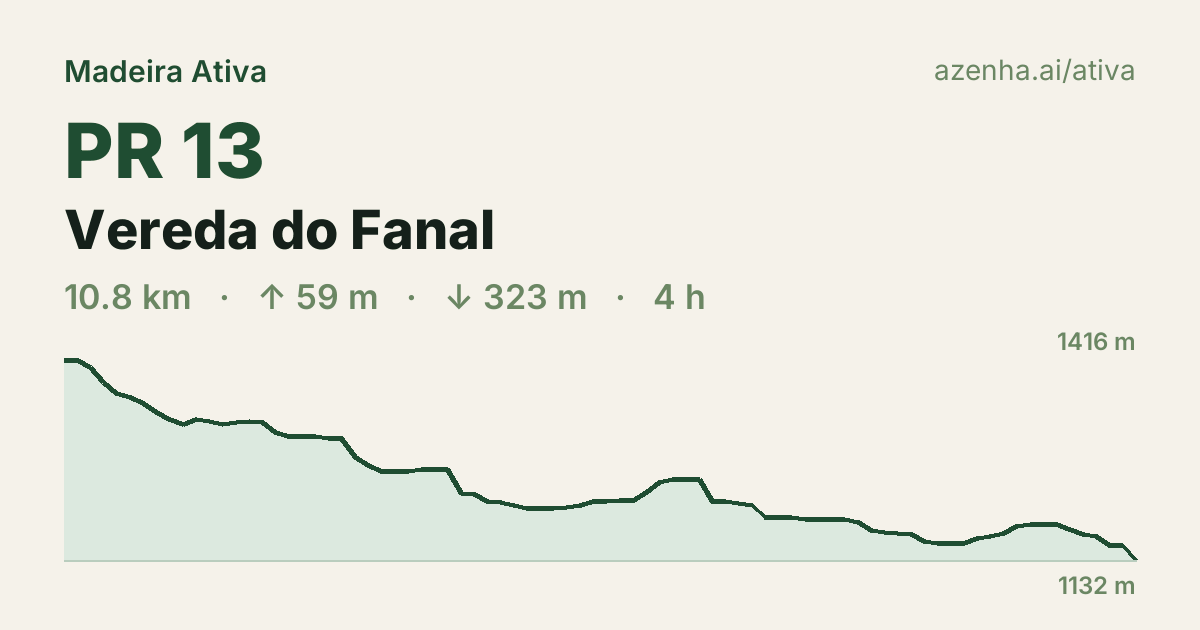 Madeira Ativa
azenha.ai/ativa
PR 13
Vereda do Fanal
10.8 km · ↑ 59 m · ↓ 323 m · 4 h
1416 m
1132 m